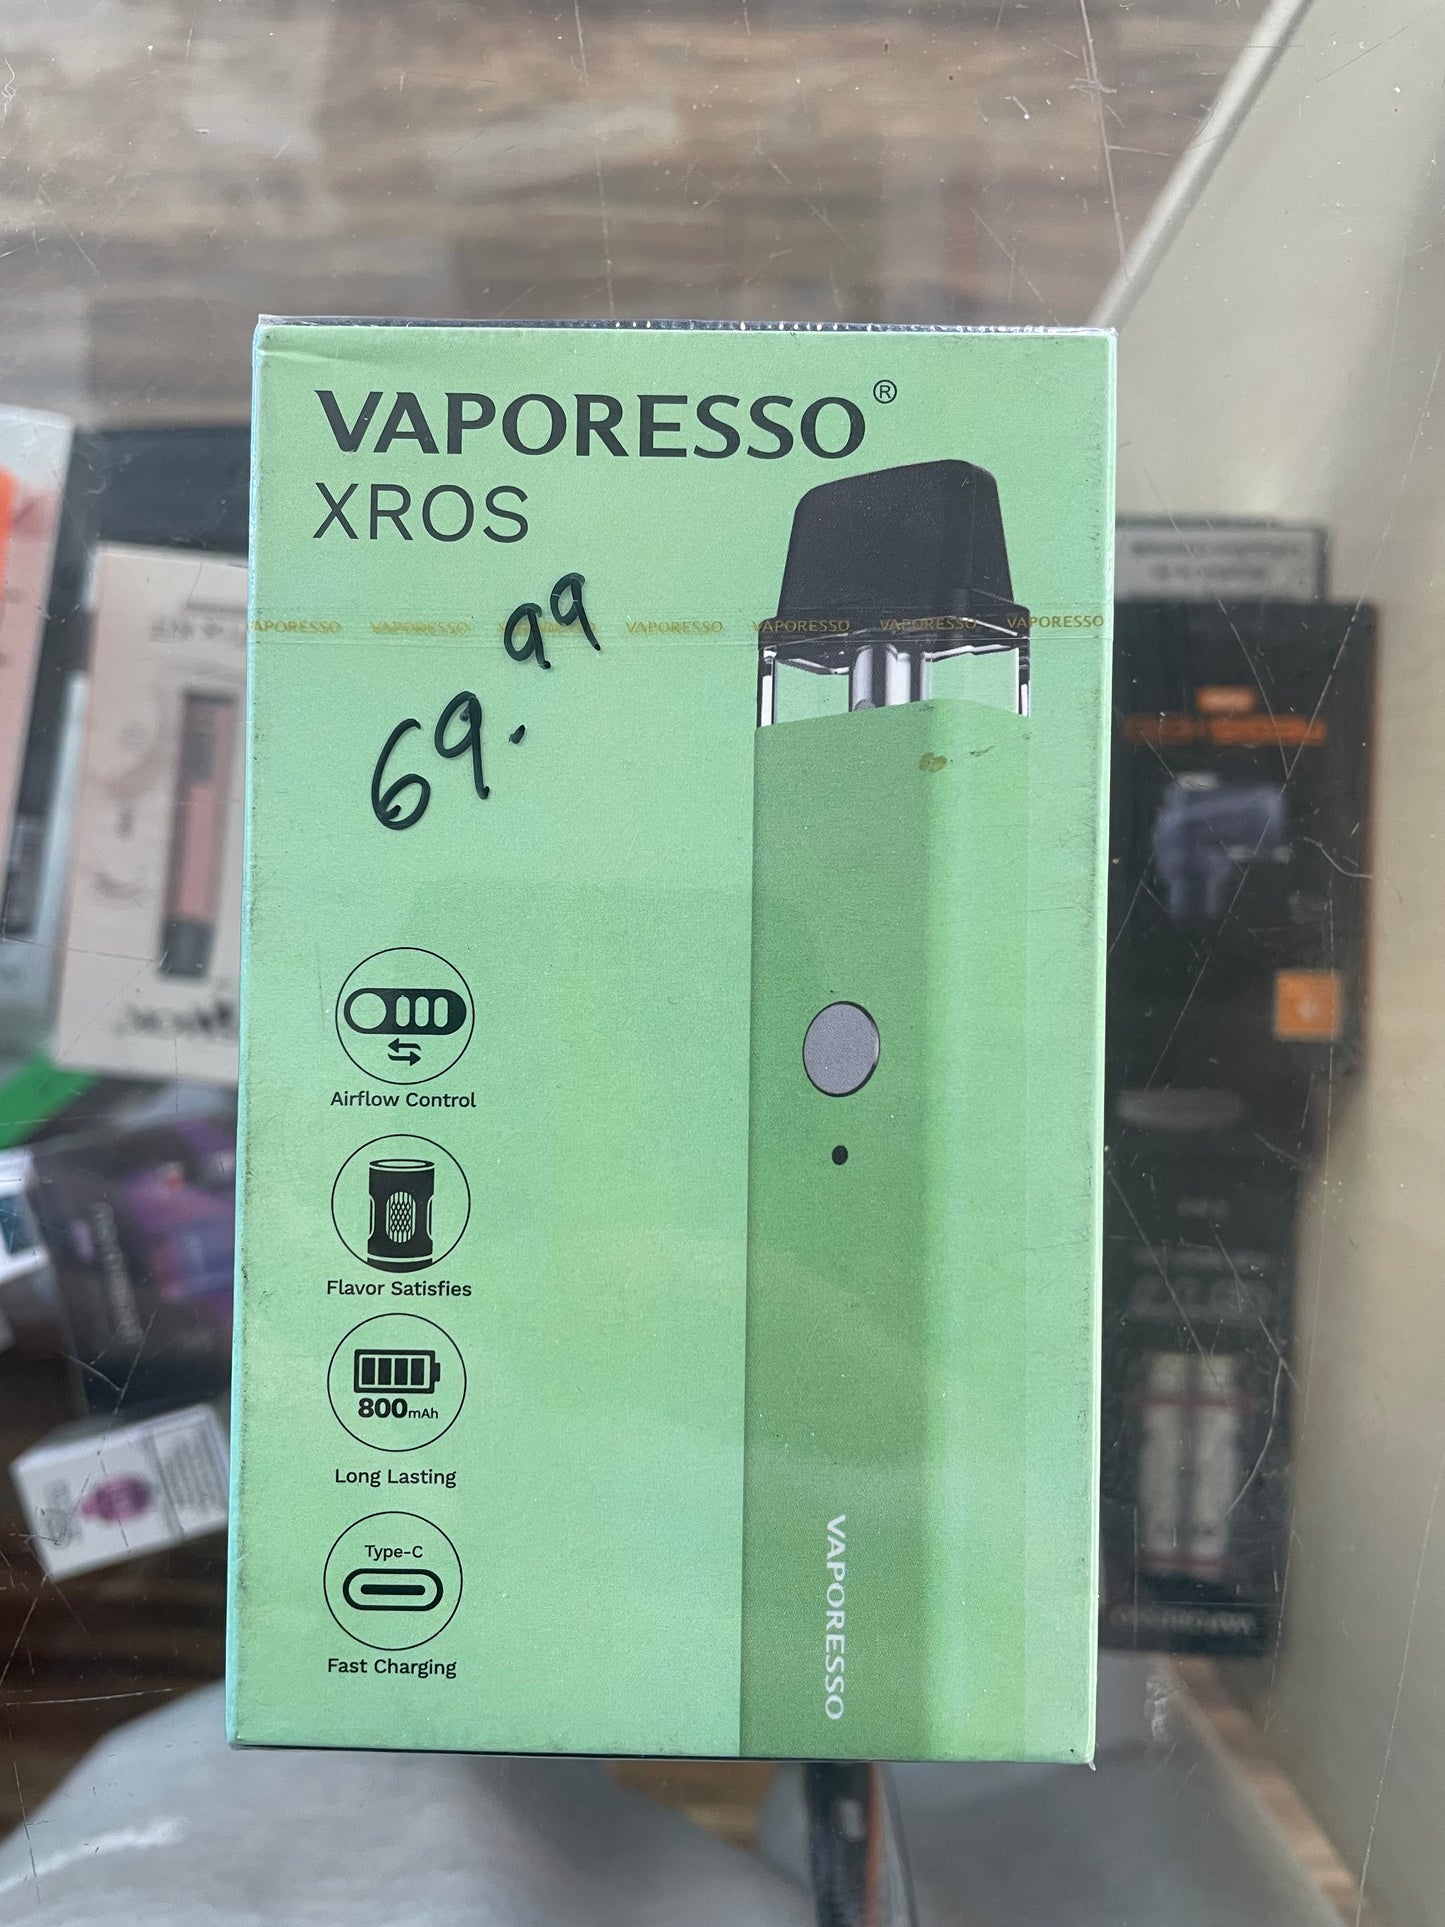 VAPORESSO®
XROS
69.99
VAPORESSO VAPORESSO VAPORESSO VAPORESSO VAPORESSO VAPORESSO VAPORESSO
Airflow Control
Flavor Satisfies
800mAh
Long Lasting
Type-C
Fast Charging
VAPORESSO